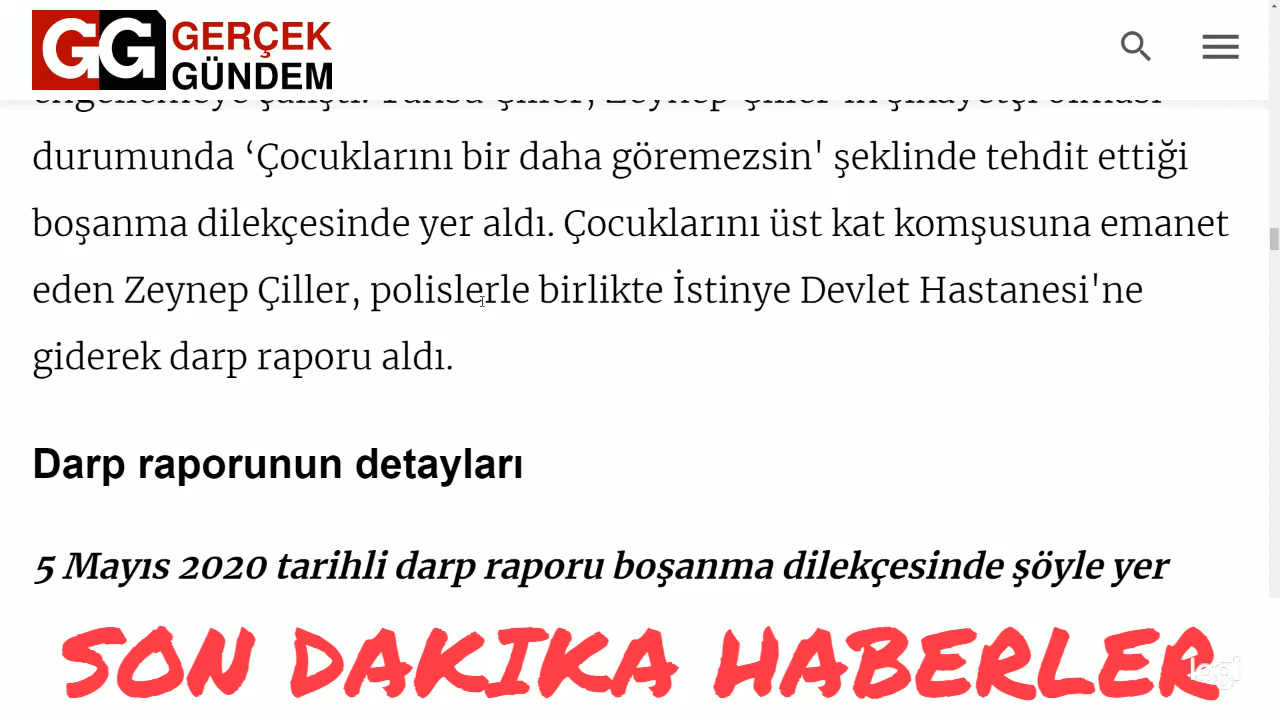 GERÇEK
GÜNDEM
durumunda ‘Çocuklarını bir daha göremezsin' şeklinde tehdit ettiği
boşanma dilekçesinde yer aldı. Çocuklarını üst kat komşusuna emanet
eden Zeynep Çiller, polislerle birlikte İstinye Devlet Hastanesi'ne
giderek darp raporu aldı.
Darp raporunun detayları
5 Mayıs 2020 tarihli darp raporu boşanma dilekçesinde şöyle yer
SON DAKIKA HABERLER